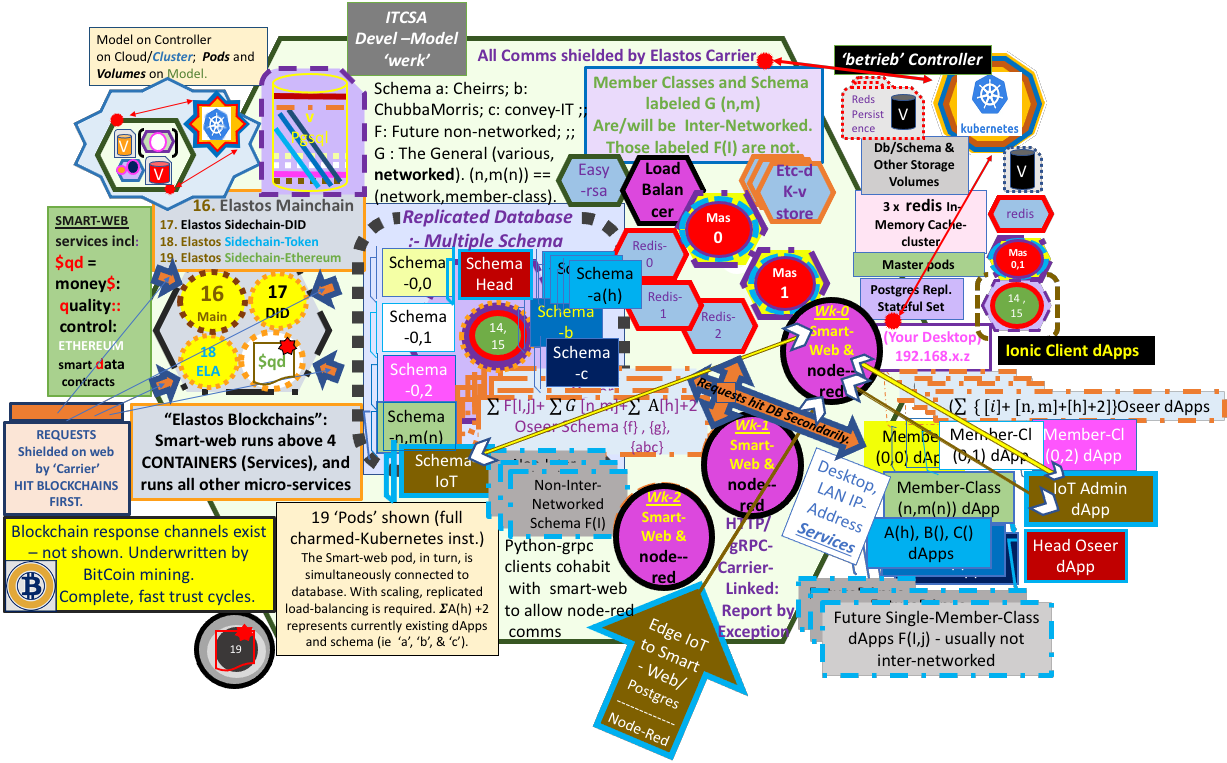 ITCSA
Devel –Model
‘werk’
Model on Controller
on Cloud/Cluster; Pods and
Volumes on Model.
V
V
v
Pgsql
All Comms shielded by Elastos Carrier
Schema a: Cheirrs; b:
ChubbaMorris; c: convey-IT ;;
F: Future non-networked; ;;
G : The General (various,
networked). (n,m(n)) ==
(network,member-class).
Member Classes and Schema
labeled G (n,m)
Are/will be Inter-Networked.
Those labeled F(I) are not.
‘betrieb’ Controller
Reds
Persist
ence
V
kubernetes
Db/Schema &
Other Storage
Volumes
V
3 x redis In-
Memory Cache-
cluster
redis
Master pods
Mas
0,1
Postgres Repl.
Stateful Set
14 ,
15
(Your Desktop)
192.168.x.z
Ionic Client dApps
Easy
-rsa
Load
Balan
cer
Etc-d
K-v
store
Mas
0
Mas
1
Redis-
0
Redis-
1
Redis-
2
16. Elastos Mainchain
17. Elastos Sidechain-DID
18. Elastos Sidechain-Token
19. Elastos Sidechain-Ethereum
SMART-WEB
services incl:
$qd =
money$:
quality::
control:
ETHEREUM
smart data
contracts
16
Main
17
DID
18
ELA
$qd
Replicated Database
:- Multiple Schema
Schema
-0,0
Schema
Head
Schema
-a(h)
Schema
-0,1
14,
15
Schema
-b
Schema
-c
Schema
-0,2
Schema
-n,m(n)
Schema
IoT
∑ F[I,j]+ ∑G [n,m]+∑ A[h]+2
Oseer Schema {f} , {g},
{abc}
Non-Inter-
Networked
Schema F(I)
Wk-0
Smart-
Web &
node--
red
Wk-1
Smart-
Web &
node--
red
Wk-2
Smart-
Web &
node--
red
Requests hit DB Secondarily.
REQUESTS
Shielded on web
by ‘Carrier’
HIT BLOCKCHAINS
FIRST.
“Elastos Blockchains”:
Smart-web runs above 4
CONTAINERS (Services), and
runs all other micro-services
Blockchain response channels exist
– not shown. Underwritten by
BitCoin mining.
Complete, fast trust cycles.
19
19 ‘Pods’ shown (full
charmed-Kubernetes inst.)
The Smart-web pod, in turn, is
simultaneously connected to
database. With scaling, replicated
load-balancing is required. ΣA(h) +2
represents currently existing dApps
and schema (ie ‘a’, ‘b’, & ‘c’).
Python-grpc
clients cohabit
with smart-web
to allow node-red
comms
HTTP/
gRPC-
Carrier-
Linked:
Report by
Exception
Edge IoT
to Smart
- Web/
Postgres
------------
Node-Red
Desktop,
LAN IP-
Address
Services
(∑ { [i]+ [n, m]+[h]+2]}Oseer dApps
Membe
(0,0) dAp
Member-Cl
(0,1) dApp
Member-Cl
(0,2) dApp
Member-Class
(n,m(n)) dApp
IoT Admin
dApp
A(h), B(), C()
dApps
Head Oseer
dApp
Future Single-Member-Class
dApps F(I,j) - usually not
inter-networked